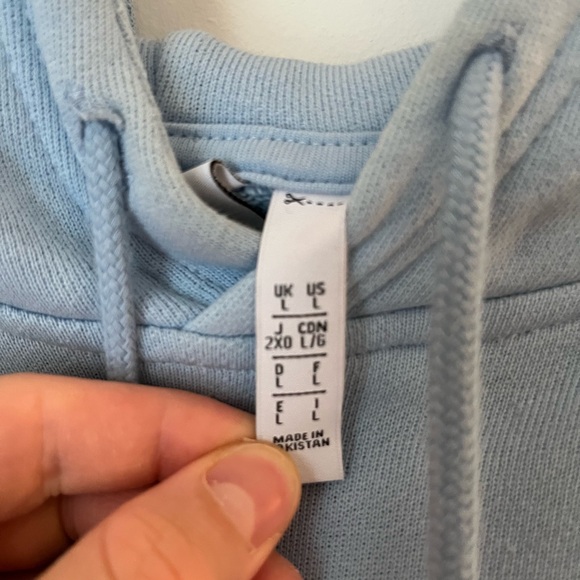 UK US
L L
J CDN
2XO L/G
D F
L L
E I
L L
MADE IN
KISTAN